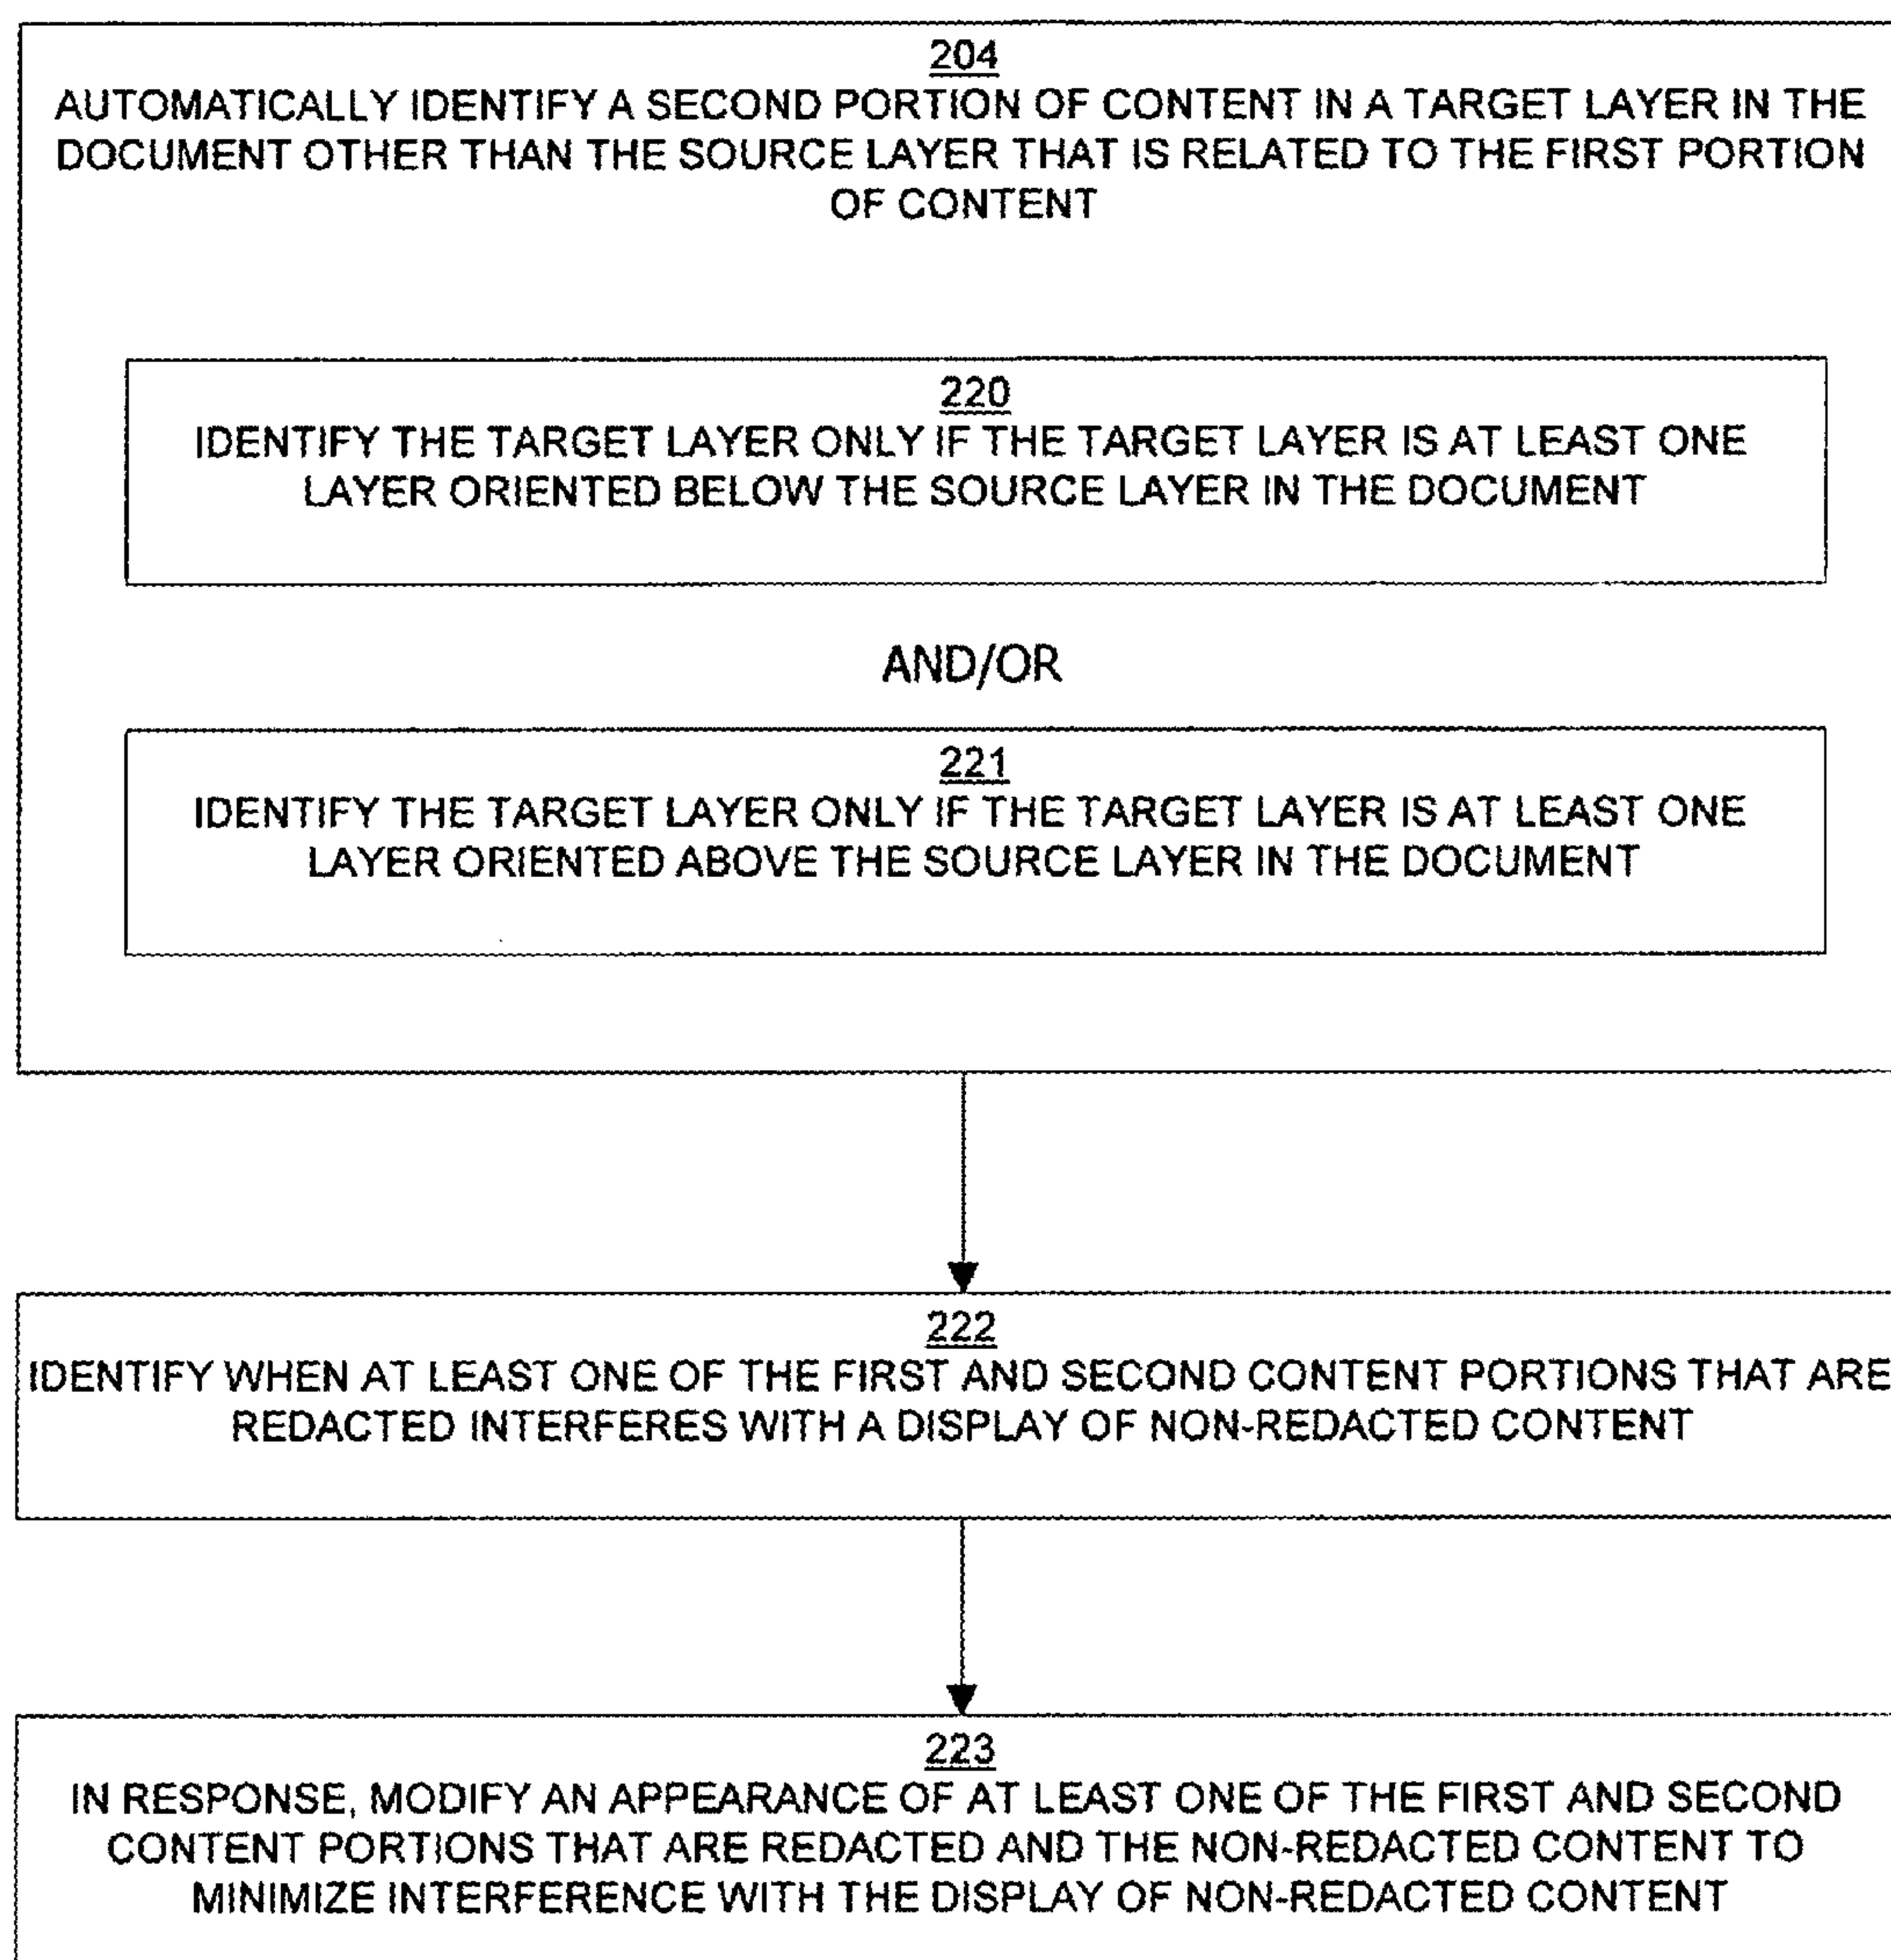 204
AUTOMATICALLY IDENTIFY A SECOND PORTION OF CONTENT IN A TARGET LAYER IN THE
DOCUMENT OTHER THAN THE SOURCE LAYER THAT IS RELATED TO THE FIRST PORTION
OF CONTENT
220
IDENTIFY THE TARGET LAYER ONLY IF THE TARGET LAYER IS AT LEAST ONE
LAYER ORIENTED BELOW THE SOURCE LAYER IN THE DOCUMENT
AND/OR
221
IDENTIFY THE TARGET LAYER ONLY IF THE TARGET LAYER IS AT LEAST ONE
LAYER ORIENTED ABOVE THE SOURCE LAYER IN THE DOCUMENT
222
IDENTIFY WHEN AT LEAST ONE OF THE FIRST AND SECOND CONTENT PORTIONS THAT ARE
REDACTED INTERFERES WITH A DISPLAY OF NON-REDACTED CONTENT
223
IN RESPONSE, MODIFY AN APPEARANCE OF AT LEAST ONE OF THE FIRST AND SECOND
CONTENT PORTIONS THAT ARE REDACTED AND THE NON-REDACTED CONTENT TO
MINIMIZE INTERFERENCE WITH THE DISPLAY OF NON-REDACTED CONTENT